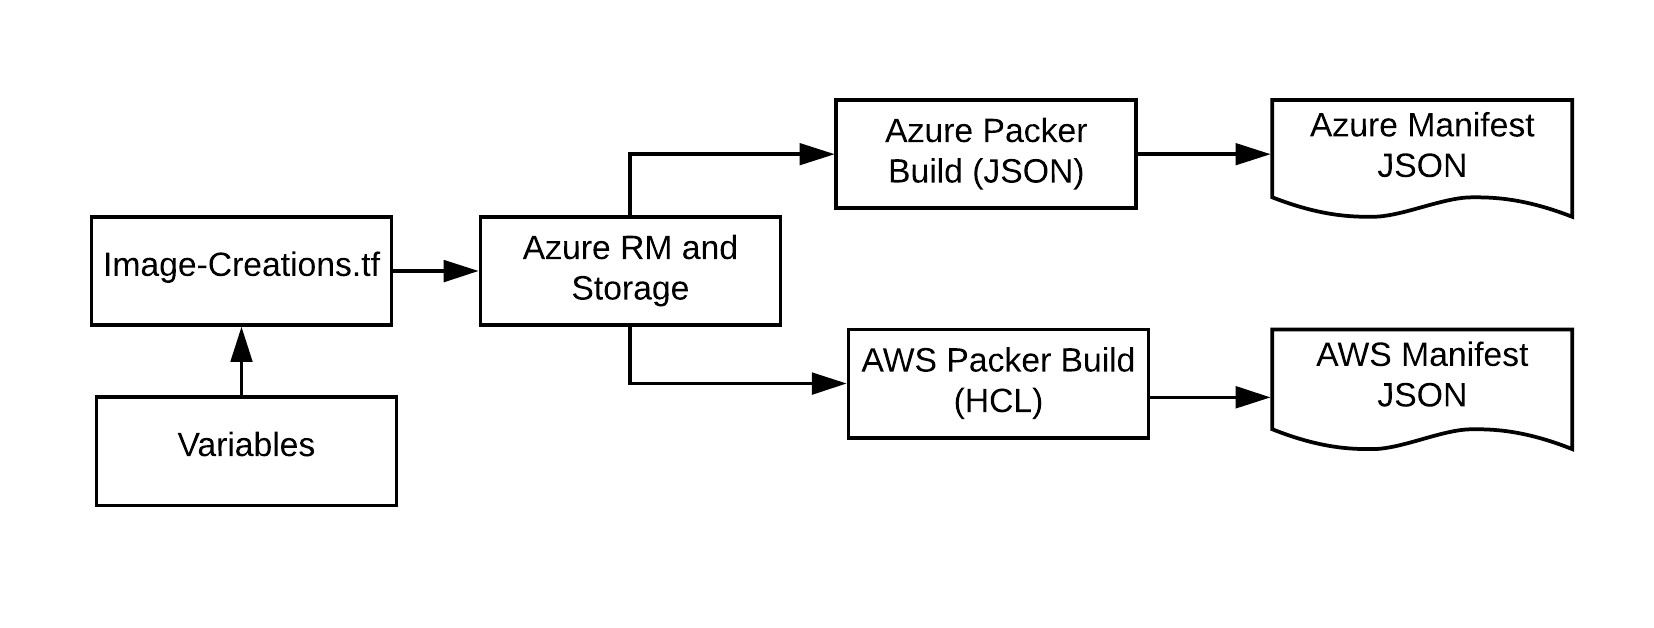 Image-Creations.tf
Variables
Azure RM and
Storage
Azure Packer
Build (JSON)
Azure Manifest
JSON
AWS Packer Build
(HCL)
AWS Manifest
JSON